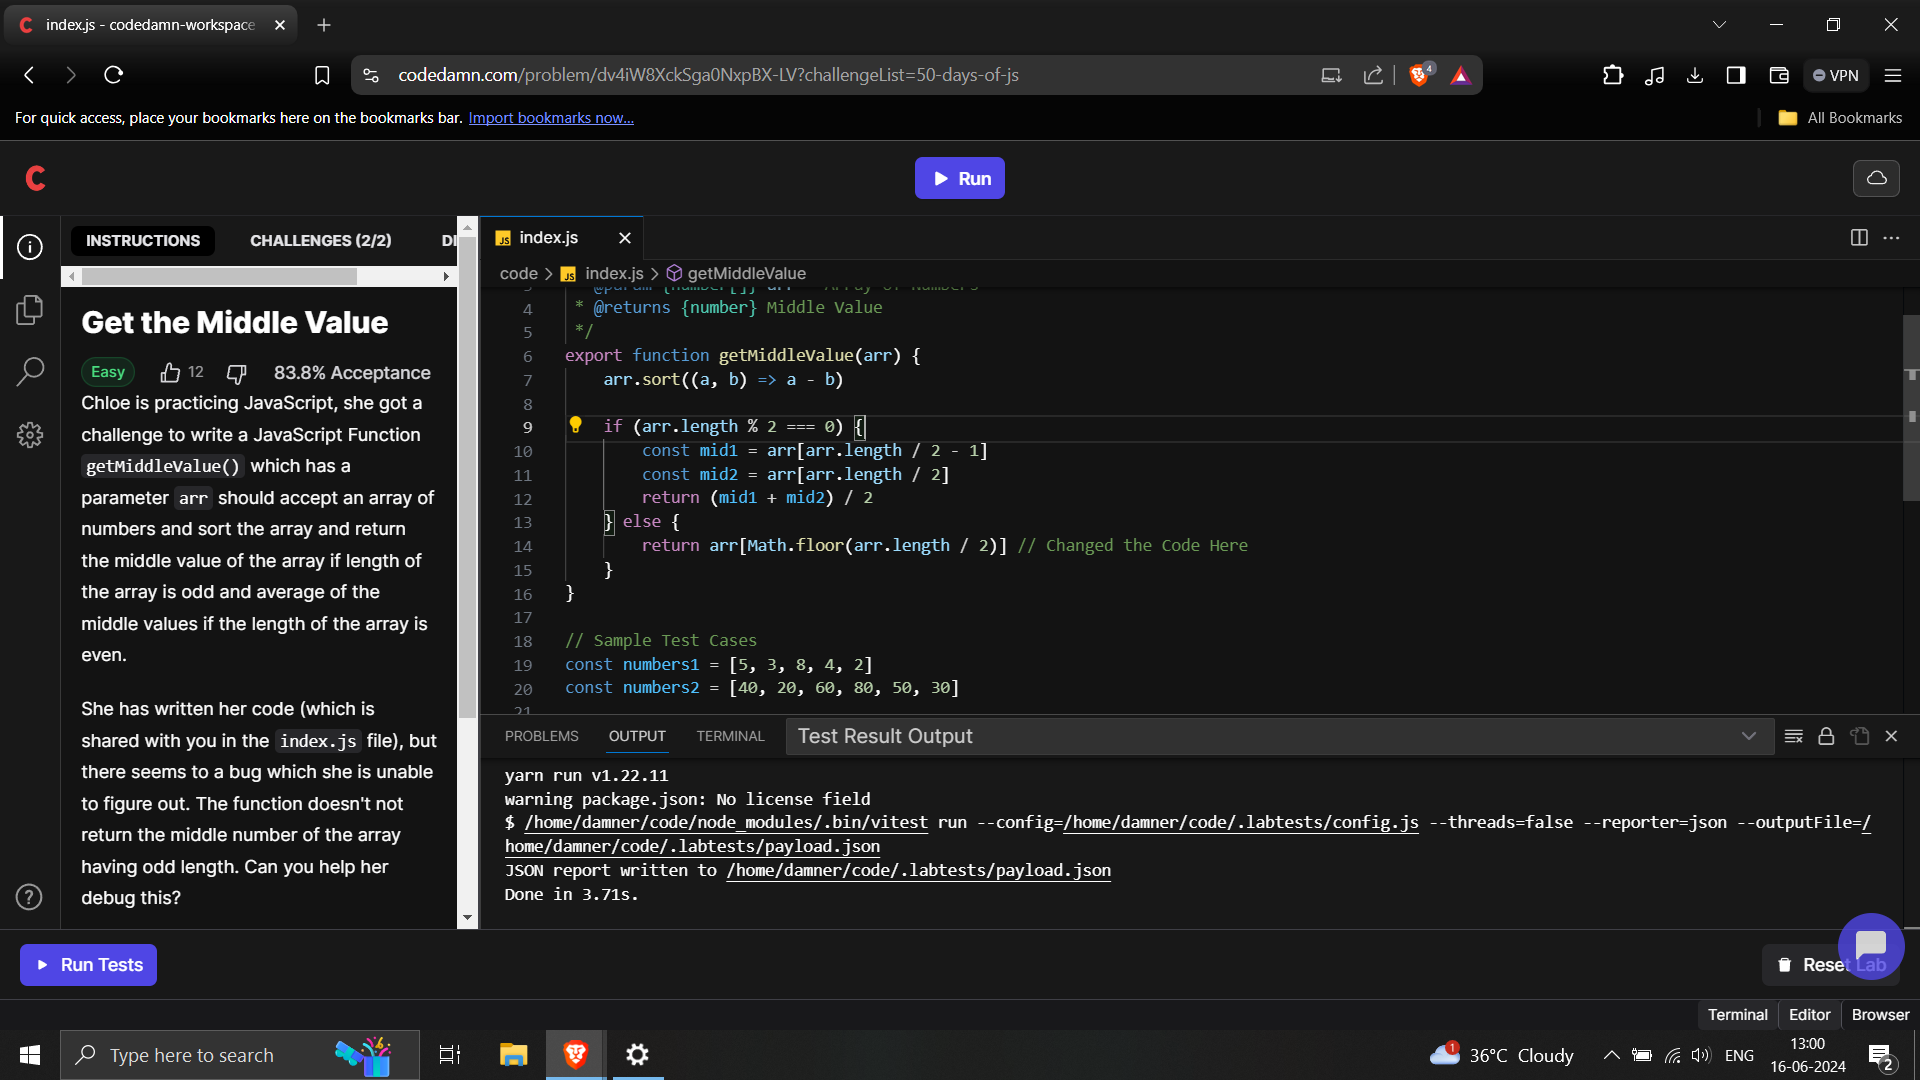 index.js - codedamn-workspace
codedamn.com/problem/dv4iW8XckSga0NxpBX-LV?challengeList=50-days-of-js
4
VPN
For quick access, place your bookmarks here on the bookmarks bar. Import bookmarks now...
All Bookmarks
Run
INSTRUCTIONS
CHALLENGES (2/2)
DI
Get the Middle Value
Easy
12
83.8% Acceptance
Chloe is practicing JavaScript, she got a
challenge to write a JavaScript Function
getMiddleValue() which has a
parameter arr should accept an array of
numbers and sort the array and return
the middle value of the array if length of
the array is odd and average of the
middle values if the length of the array is
even.
She has written her code (which is
shared with you in the index.js file), but
there seems to a bug which she is unable
to figure out. The function doesn't not
return the middle number of the array
having odd length. Can you help her
debug this?
JS index.js
code > JS index.js > getMiddleValue
3 * @param {number[]} arr - Array of Numbers
4 * @returns {number} Middle Value
5 */
6 export function getMiddleValue(arr) {
7 arr.sort((a, b) => a - b)
8
9 if (arr.length % 2 === 0) {
10 const mid1 = arr[arr.length / 2 - 1]
11 const mid2 = arr[arr.length / 2]
12 return (mid1 + mid2) / 2
13 } else {
14 return arr[Math.floor(arr.length / 2)] // Changed the Code Here
15 }
16 }
17
18 // Sample Test Cases
19 const numbers1 = [5, 3, 8, 4, 2]
20 const numbers2 = [40, 20, 60, 80, 50, 30]
21
PROBLEMS
OUTPUT
TERMINAL
Test Result Output
yarn run v1.22.11
warning package.json: No license field
$ /home/damner/code/node_modules/.bin/vitest run --config=/home/damner/code/.labtests/config.js --threads=false --reporter=json --outputFile=/
home/damner/code/.labtests/payload.json
JSON report written to /home/damner/code/.labtests/payload.json
Done in 3.71s.
Run Tests
Reset Lab
Terminal
Editor
Browser
Type here to search
1
36°C Cloudy
ENG
13:00
16-06-2024
2